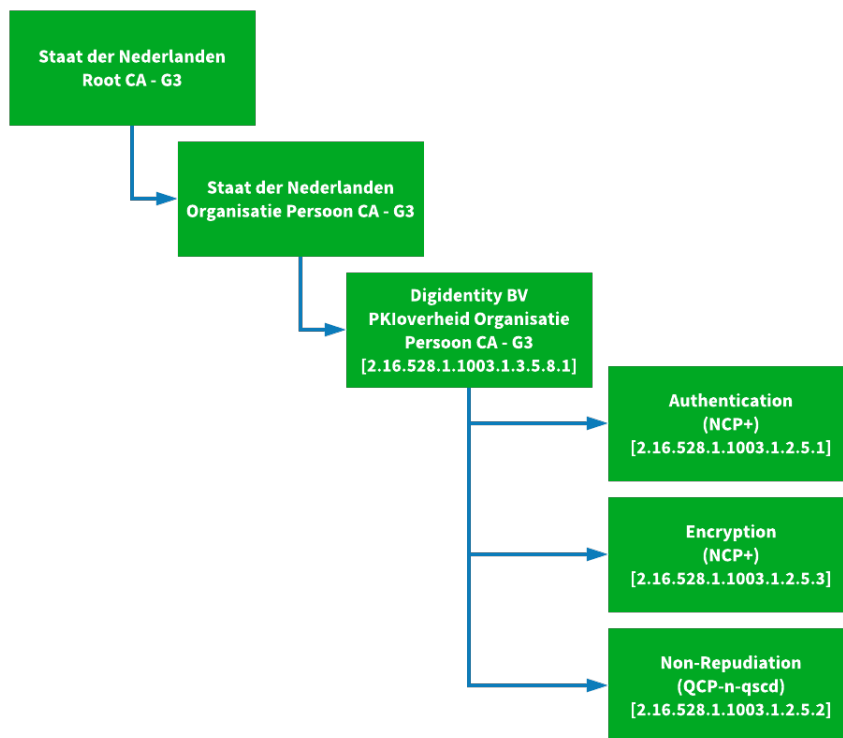 Staat der Nederlanden
Root CA - G3
Staat der Nederlanden
Organisatie Persoon CA - G3
Digidentity BV
PKIoverheid Organisatie
Persoon CA - G3
[2.16.528.1.1003.1.3.5.8.1]
Authentication
(NCP+)
[2.16.528.1.1003.1.2.5.1]
Encryption
(NCP+)
[2.16.528.1.1003.1.2.5.3]
Non-Repudiation
(QCP-n-qscd)
[2.16.528.1.1003.1.2.5.2]